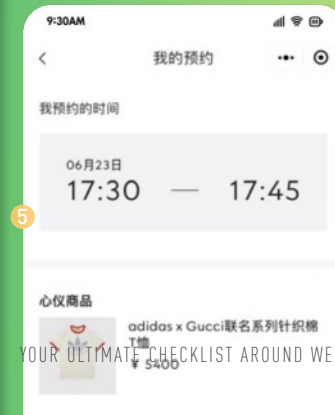 9:30AM
我的预约
我预约的时间
06月23日
17:30 — 17:45
5
心仪商品
adidas x Gucci联名系列针织棉
T恤
YOUR ULTIMATE CHECKLIST AROUND WE
¥ 5400